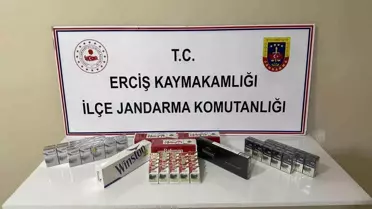 T.C.
ERCİŞ KAYMAKAMLIĞI
İLÇE JANDARMA KOMUTANLIĞI
Winston